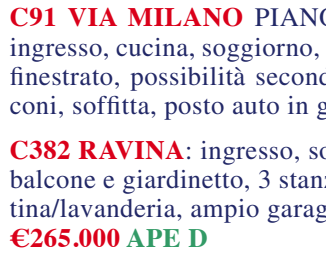 C91 VIA MILANO PIANO
ingresso, cucina, soggiorno,
finestrato, possibilità second
coni, soffitta, posto auto in g
C382 RAVINA: ingresso, so
balcone e giardinetto, 3 stanz
tina/lavanderia, ampio garag
€265.000 APE D